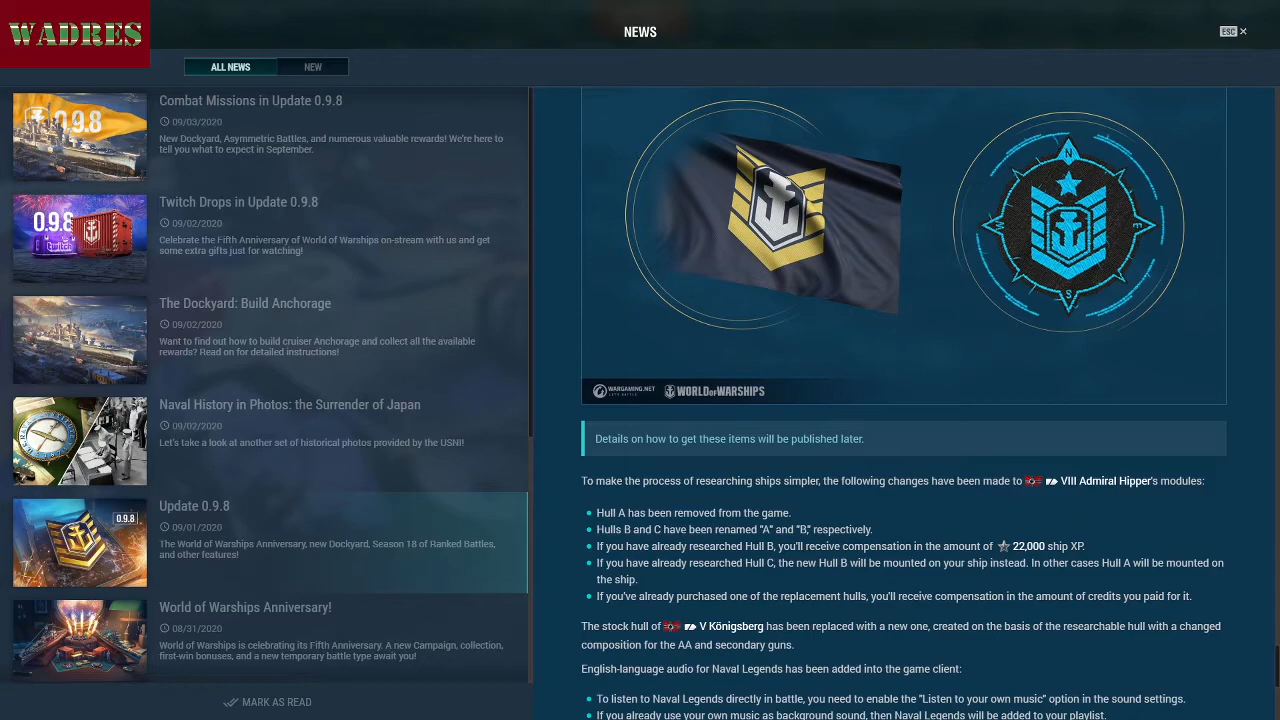 WADRES
NEWS
ESC ×
ALL NEWS
NEW
0.9.8
Combat Missions in Update 0.9.8
09/03/2020
New Dockyard, Asymmetric Battles, and numerous valuable rewards! We're here to
tell you what to expect in September.
0.9.8
Twitch Drops in Update 0.9.8
09/02/2020
Celebrate the Fifth Anniversary of World of Warships on-stream with us and get
some extra gifts just for watching!
The Dockyard: Build Anchorage
09/02/2020
Want to find out how to build cruiser Anchorage and collect all the available
rewards? Read on for detailed instructions!
Naval History in Photos: the Surrender of Japan
09/02/2020
Let's take a look at another set of historical photos provided by the USNI!
0.9.8
Update 0.9.8
09/01/2020
The World of Warships Anniversary, new Dockyard, Season 18 of Ranked Battles,
and other features!
World of Warships Anniversary!
08/31/2020
World of Warships is celebrating its Fifth Anniversary. A new Campaign, collection,
first-win bonuses, and a new temporary battle type await you!
MARK AS READ
N
W
E
S
WARGAMING.NET
LET'S BATTLE
WORLD OF WARSHIPS
Details on how to get these items will be published later.
To make the process of researching ships simpler, the following changes have been made to VIII Admiral Hipper's modules:
Hull A has been removed from the game.
Hulls B and C have been renamed "A" and "B," respectively.
If you have already researched Hull B, you'll receive compensation in the amount of 22,000 ship XP.
If you have already researched Hull C, the new Hull B will be mounted on your ship instead. In other cases Hull A will be mounted on
the ship.
If you've already purchased one of the replacement hulls, you'll receive compensation in the amount of credits you paid for it.
The stock hull of V Königsberg has been replaced with a new one, created on the basis of the researchable hull with a changed
composition for the AA and secondary guns.
English-language audio for Naval Legends has been added into the game client:
To listen to Naval Legends directly in battle, you need to enable the "Listen to your own music" option in the sound settings.
If you already use your own music as background sound, then Naval Legends will be added to your playlist.